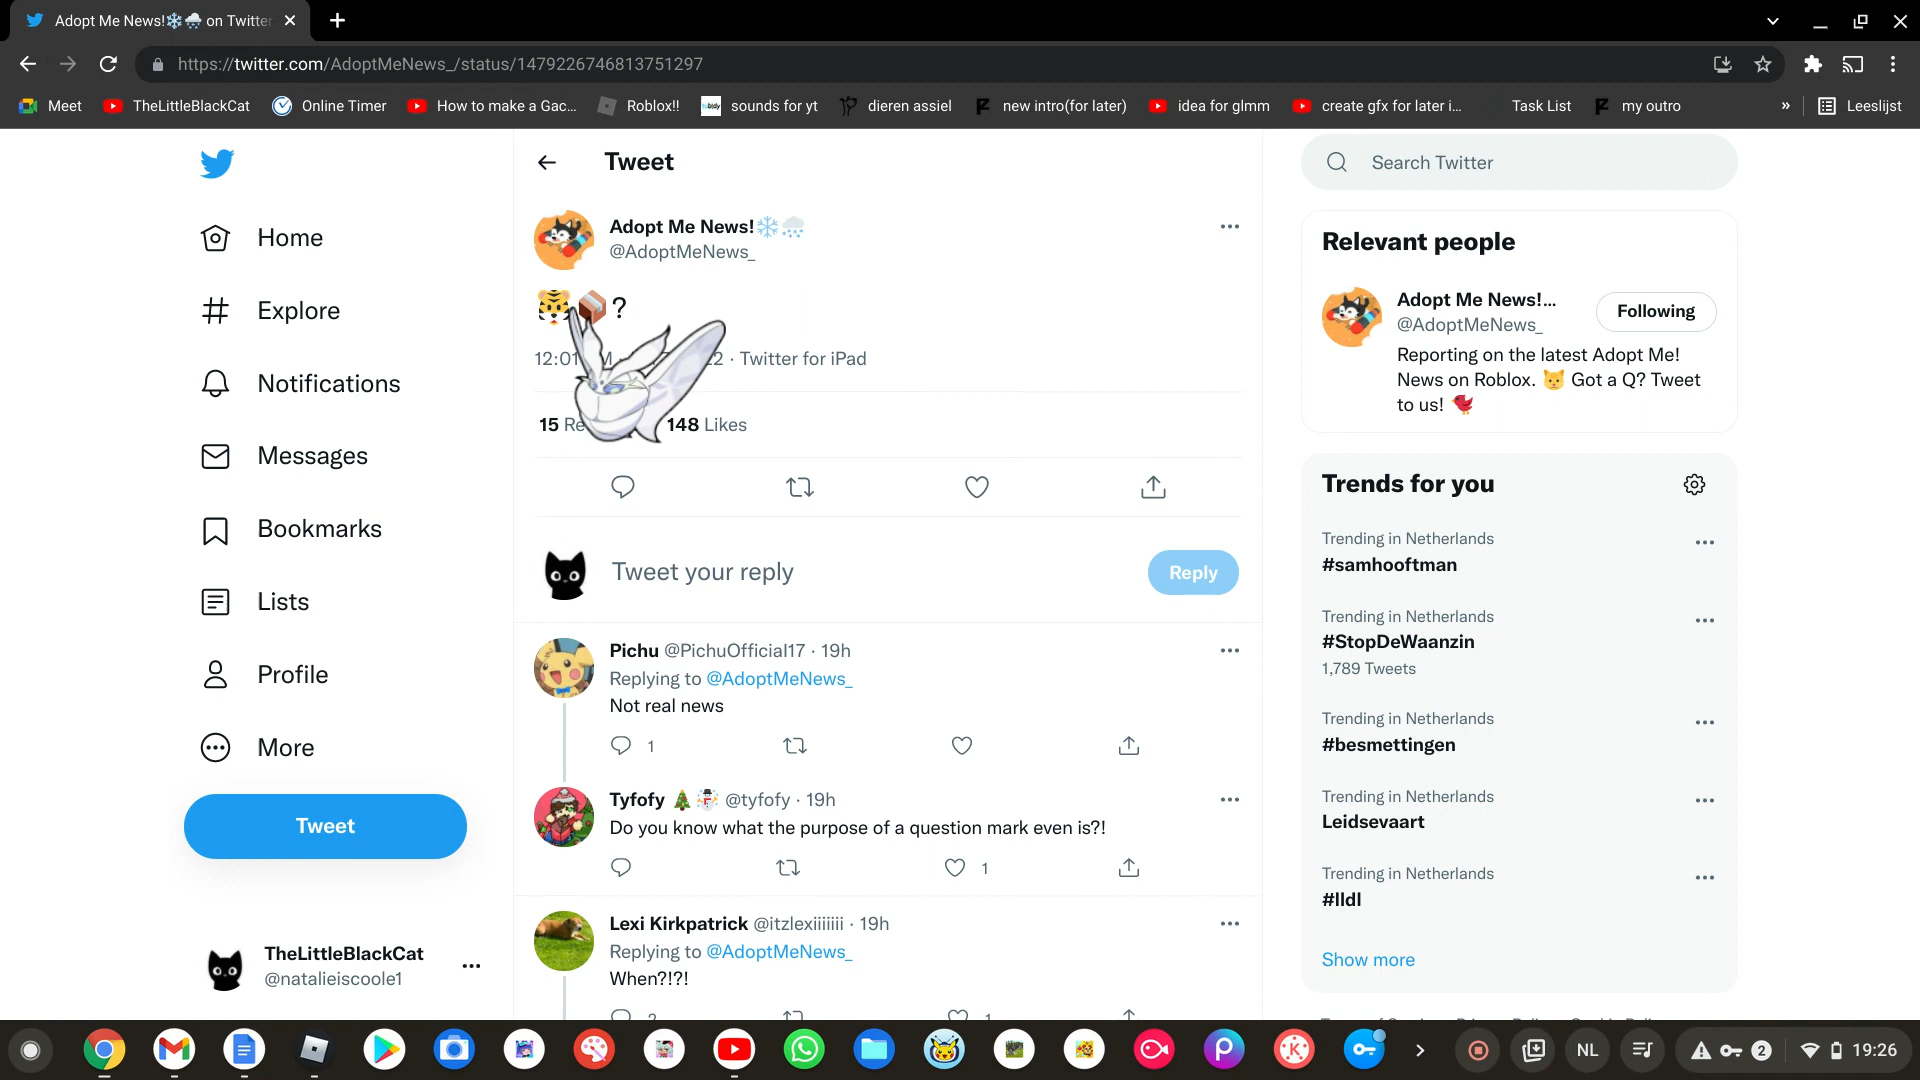 Adopt Me News!❄️🌨️ on Twitter
https://twitter.com/AdoptMeNews_/status/1479226746813751297
Meet
TheLittleBlackCat
Online Timer
How to make a Gac...
Roblox!!
tubidy
sounds for yt
dieren assiel
new intro(for later)
idea for glmm
create gfx for later i...
Task List
my outro
»
Leeslijst
Home
Explore
Notifications
Messages
Bookmarks
Lists
Profile
More
Tweet
TheLittleBlackCat
@natalieiscoole1
Tweet
Adopt Me News!❄️🌨️
@AdoptMeNews_
🐯📦?
12:01 · Twitter for iPad
15 148 Likes
Tweet your reply
Reply
Pichu @PichuOfficial17 · 19h
Replying to @AdoptMeNews_
Not real news
1
Tyfofy 🎄☃️ @tyfofy · 19h
Do you know what the purpose of a question mark even is?!
1
Lexi Kirkpatrick @itzlexiiiiiii · 19h
Replying to @AdoptMeNews_
When?!?!
2 1
Search Twitter
Relevant people
Adopt Me News!...
@AdoptMeNews_
Following
Reporting on the latest Adopt Me!
News on Roblox. 🐱 Got a Q? Tweet
to us! 🐦
Trends for you
Trending in Netherlands
#samhooftman
Trending in Netherlands
#StopDeWaanzin
1,789 Tweets
Trending in Netherlands
#besmettingen
Trending in Netherlands
Leidsevaart
Trending in Netherlands
#lldl
Show more
NL
2
19:26